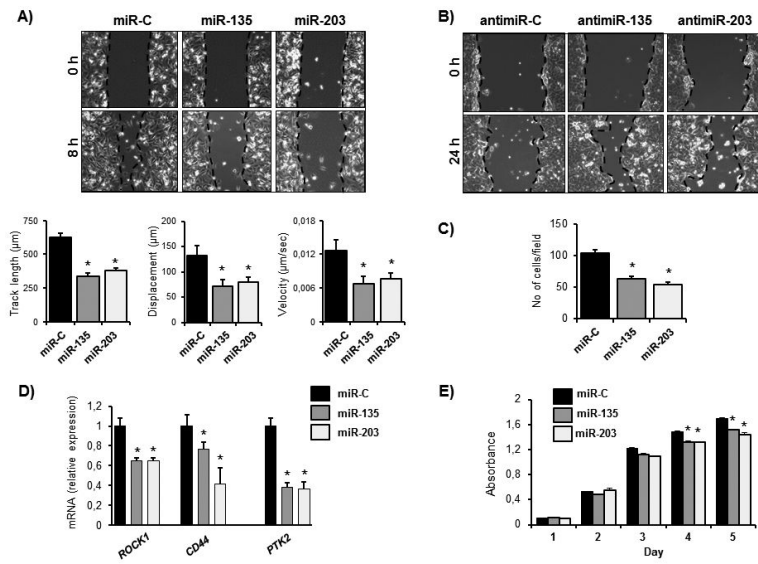 A)
miR-C miR-135 miR-203
0 h
8 h
B)
antimiR-C antimiR-135 antimiR-203
0 h
24 h
Track length (µm)
750
500
250
0
* *
miR-C miR-135 miR-203
Displacement (µm)
200
150
100
50
0
* *
miR-C miR-135 miR-203
Velocity (µm/sec)
0,018
0,012
0,006
0
* *
miR-C miR-135 miR-203
C)
No of cells/field
150
100
50
0
* *
miR-C miR-135 miR-203
D)
miR-C
miR-135
miR-203
mRNA (relative expression)
1,2
1
0,8
0,6
0,4
0,2
0
* * * * * *
ROCK1 CD44 PTK2
E)
miR-C
miR-135
miR-203
Absorbance
2
1,6
1,2
0,8
0,4
0
* * * *
1 2 3 4 5
Day